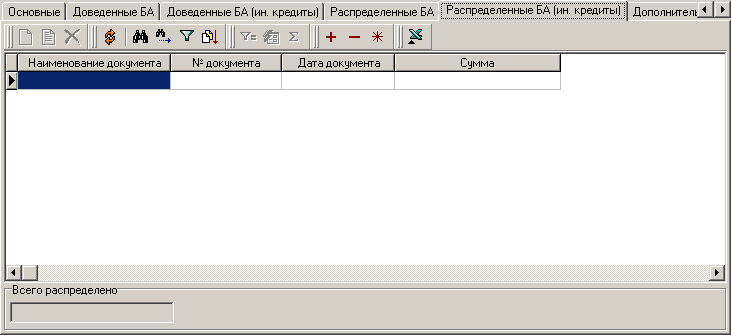 Основные Доведенные БА Доведенные БА (ин. кредиты) Распределенные БА Распределенные БА (ин. кредиты) Дополнитель
Наименование документа № документа Дата документа Сумма
Всего распределено